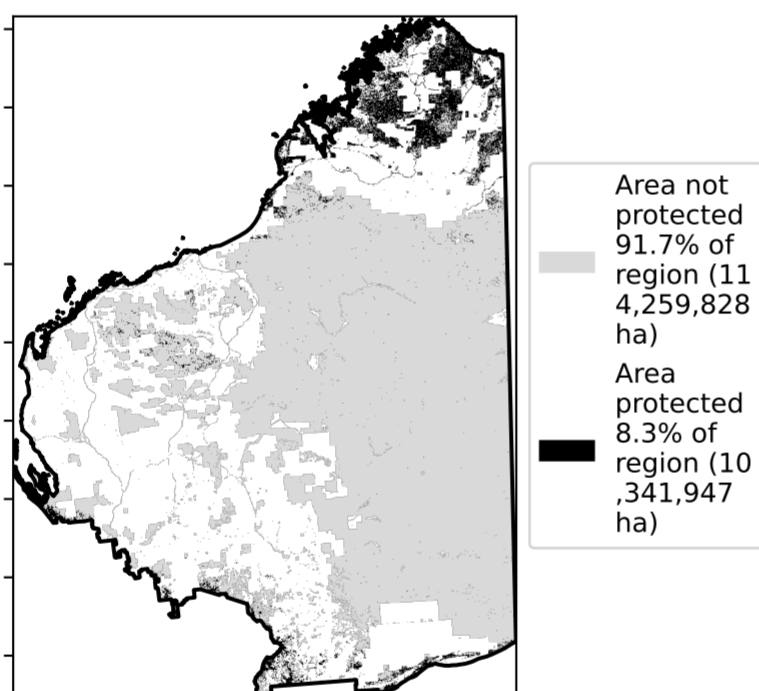 Area not
protected
91.7% of
region (11
4,259,828
ha)
Area
protected
8.3% of
region (10
,341,947
ha)